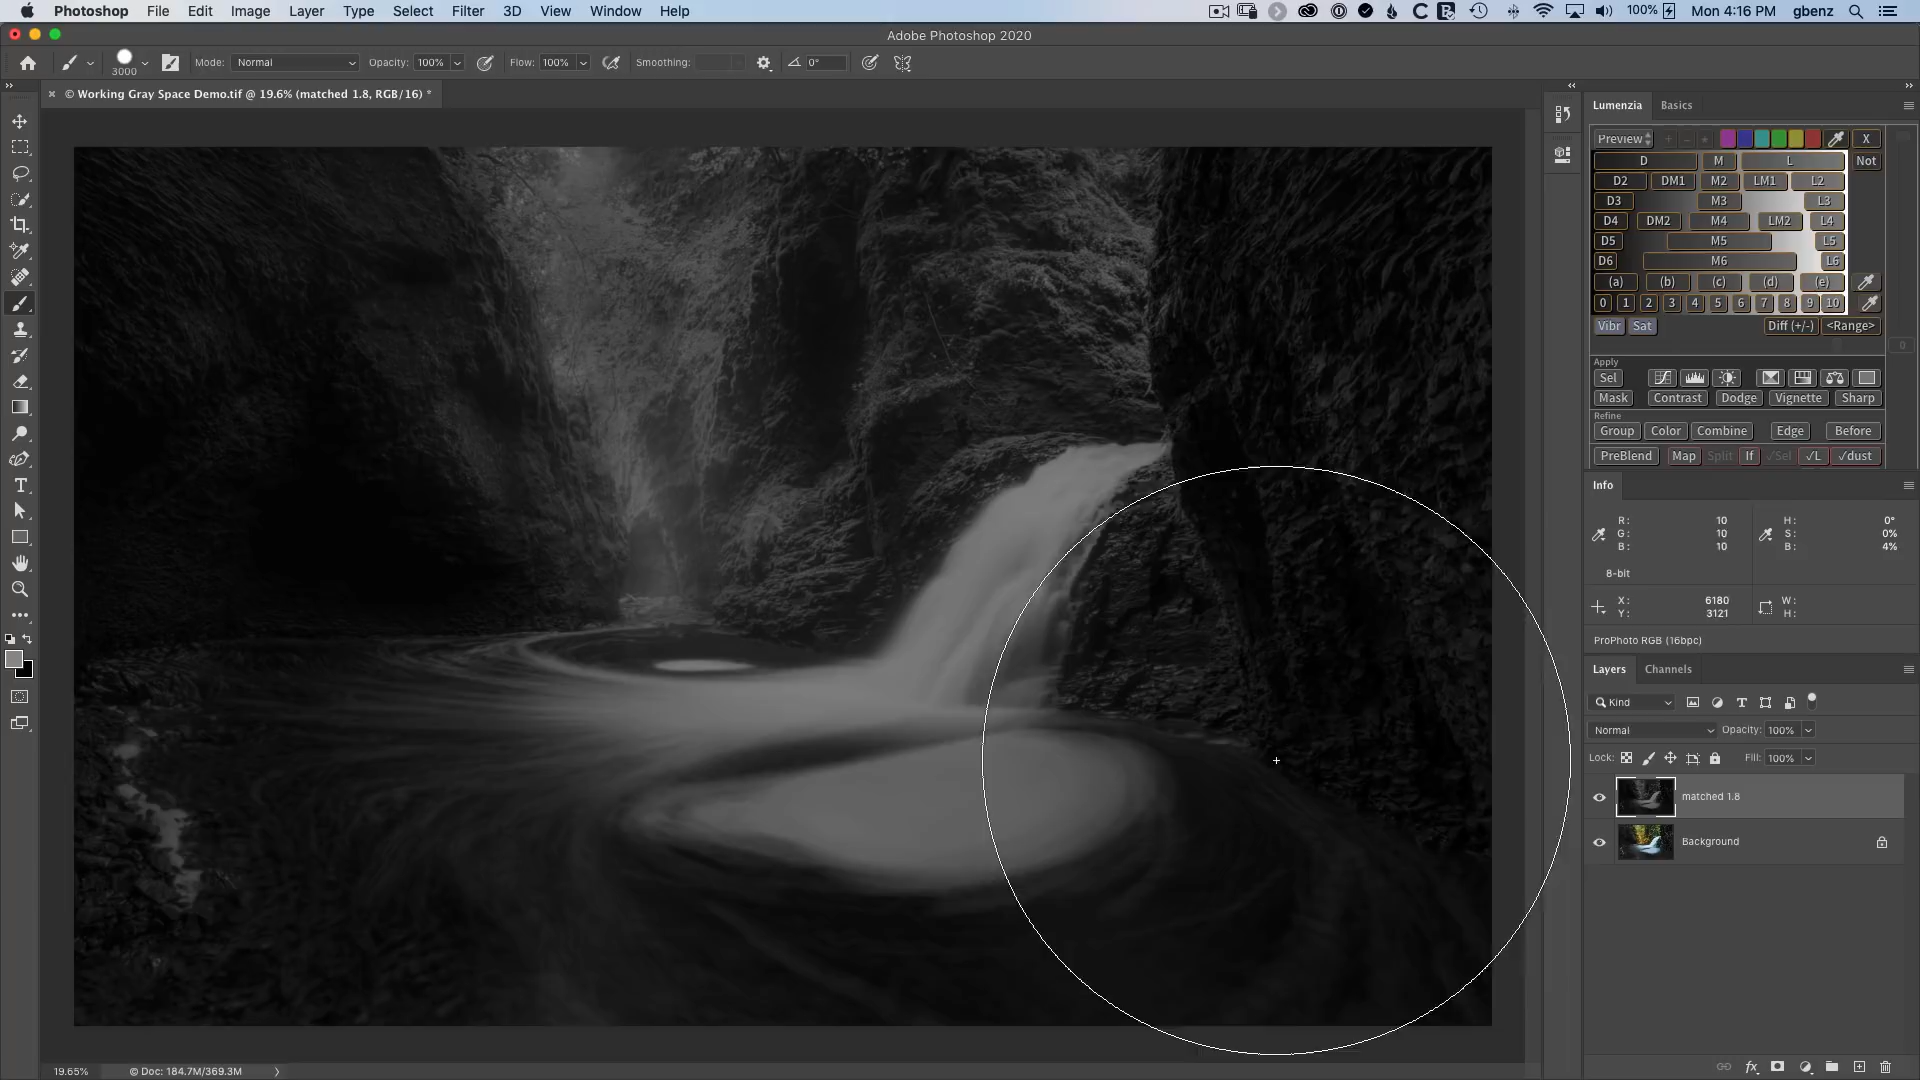 Photoshop File Edit Image Layer Type Select Filter 3D View Window Help 100% Mon 4:16 PM gbenz
Adobe Photoshop 2020
3000 Mode: Normal Opacity: 100% Flow: 100% Smoothing: 0°
× © Working Gray Space Demo.tif @ 19.6% (matched 1.8, RGB/16) *
Lumenzia Basics
Preview X
D M L Not
D2 DM1 M2 LM1 L2
D3 M3 L3
D4 DM2 M4 LM2 L4
D5 M5 L5
D6 M6 L6
(a) (b) (c) (d) (e)
0 1 2 3 4 5 6 7 8 9 10
Vibr Sat Diff (+/-) <Range>
0
Apply
Sel
Mask Contrast Dodge Vignette Sharp
Refine
Group Color Combine Edge Before
PreBlend Map Split If ✓Sel ✓L ✓dust
Info
R: 10 H: 0°
G: 10 S: 0%
B: 10 B: 4%
8-bit
X: 6180 W:
Y: 3121 H:
ProPhoto RGB (16bpc)
Layers Channels
Kind
Normal Opacity: 100%
Lock: Fill: 100%
matched 1.8
Background
19.65% © Doc: 184.7M/369.3M